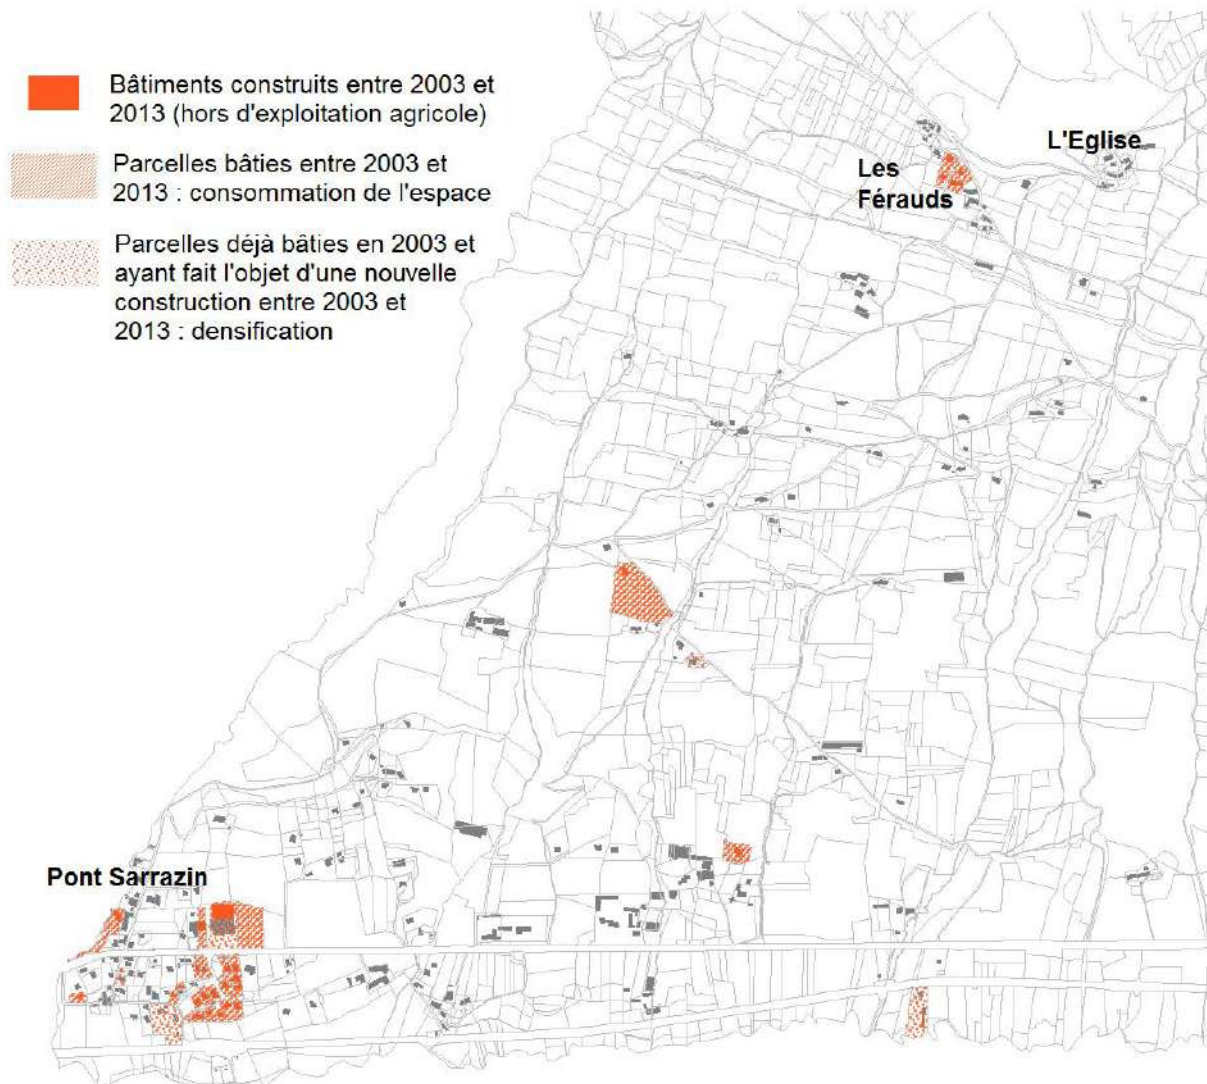 Bâtiments construits entre 2003 et
2013 (hors d'exploitation agricole)
Parcelles bâties entre 2003 et
2013 : consommation de l'espace
Parcelles déjà bâties en 2003 et
ayant fait l'objet d'une nouvelle
construction entre 2003 et
2013 : densification
L'Eglise
Les
Férauds
Pont Sarrazin